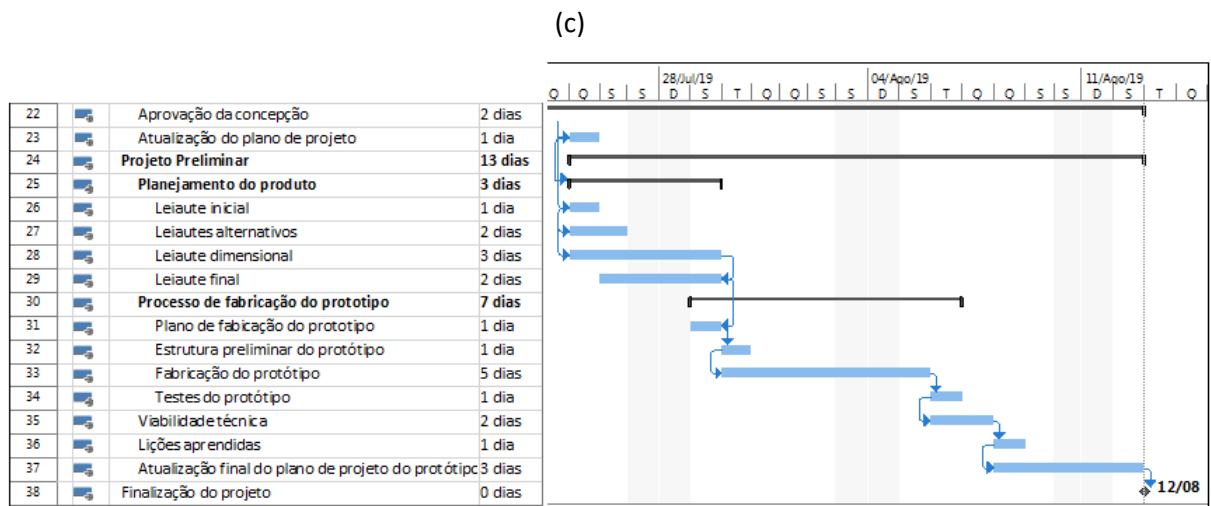 (c)
28/Jul/19 04/Ago/19 11/Ago/19
Q Q S S D S T Q Q S S D S T Q Q S S D S T Q
22 Aprovação da concepção 2 dias
23 Atualização do plano de projeto 1 dia
24 Projeto Preliminar 13 dias
25 Planejamento do produto 3 dias
26 Leiaute inicial 1 dia
27 Leiautes alternativos 2 dias
28 Leiaute dimensional 3 dias
29 Leiaute final 2 dias
30 Processo de fabricação do prototipo 7 dias
31 Plano de fabicação do prototipo 1 dia
32 Estrutura preliminar do protótipo 1 dia
33 Fabricação do protótipo 5 dias
34 Testes do protótipo 1 dia
35 Viabilidade técnica 2 dias
36 Lições aprendidas 1 dia
37 Atualização final do plano de projeto do protótipo 3 dias
38 Finalização do projeto 0 dias 12/08